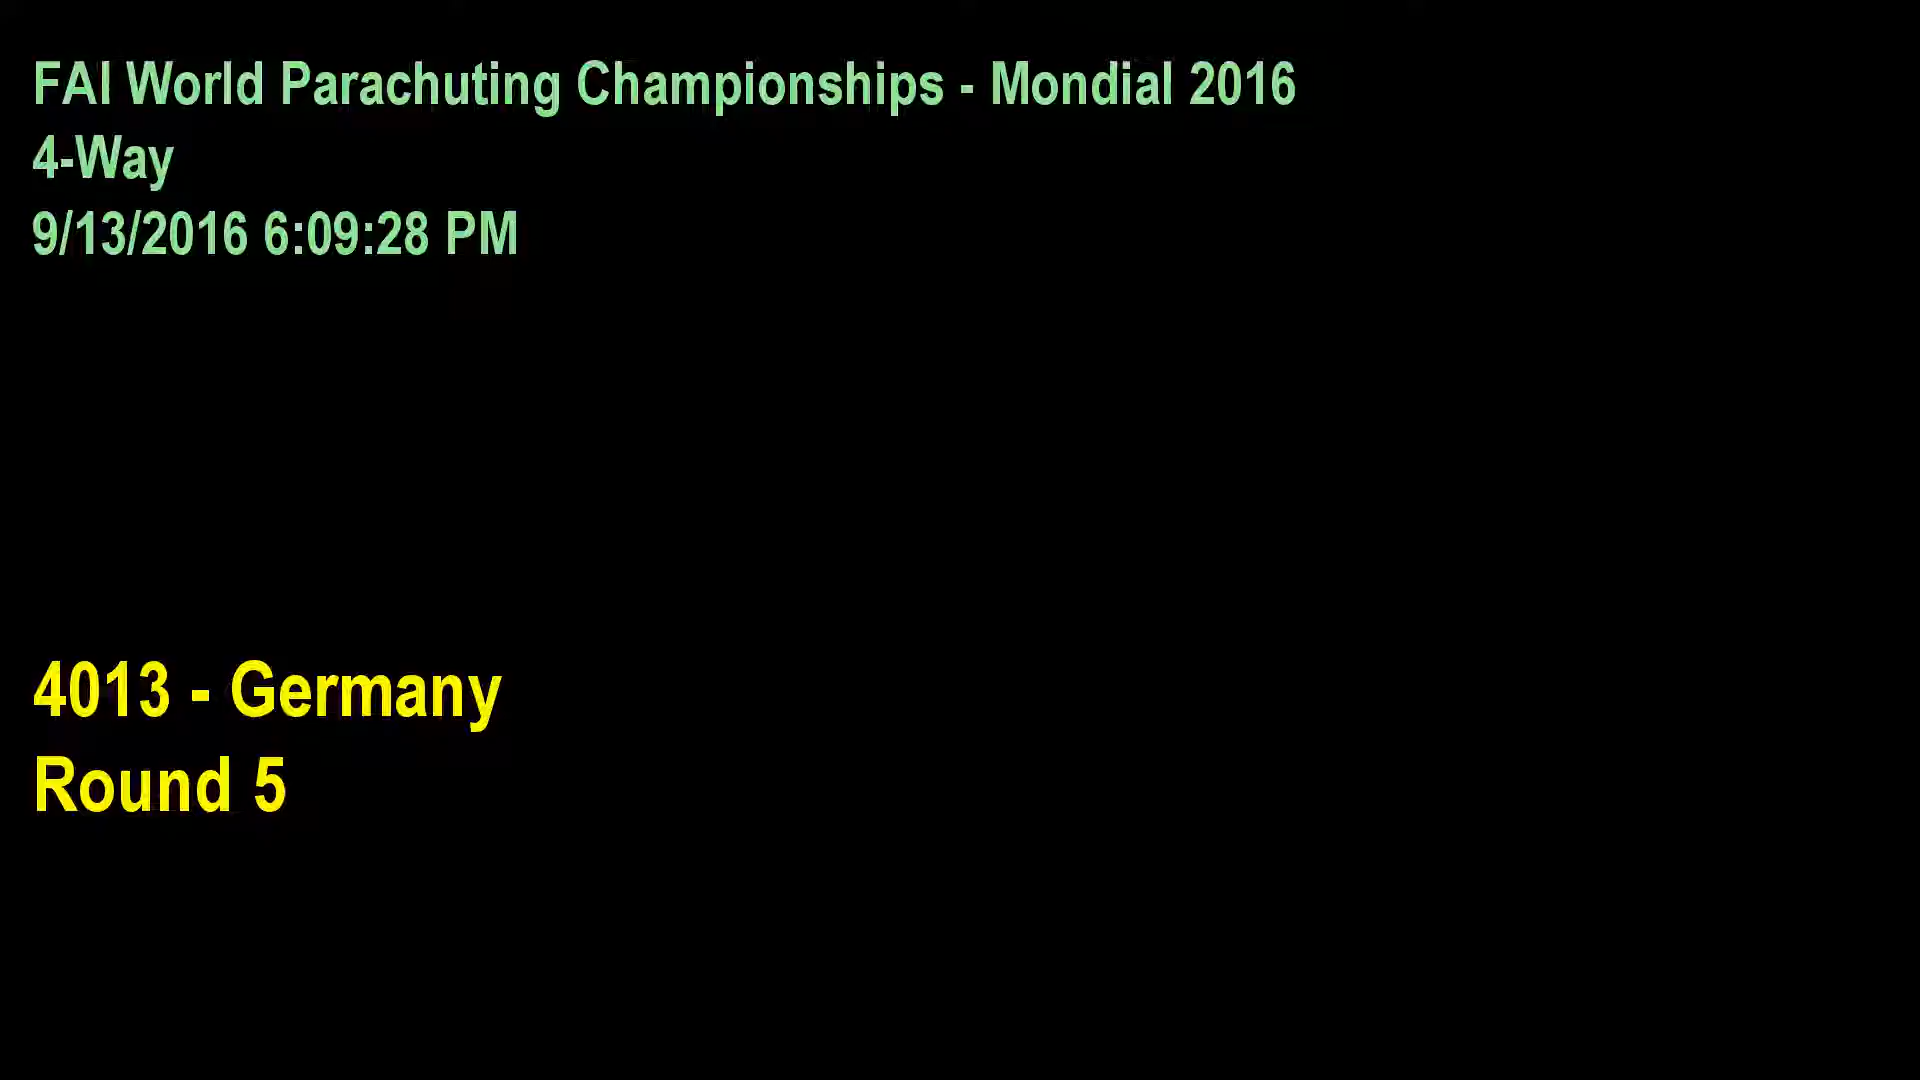 FAI World Parachuting Championships - Mondial 2016
4-Way
9/13/2016 6:09:28 PM
4013 - Germany
Round 5